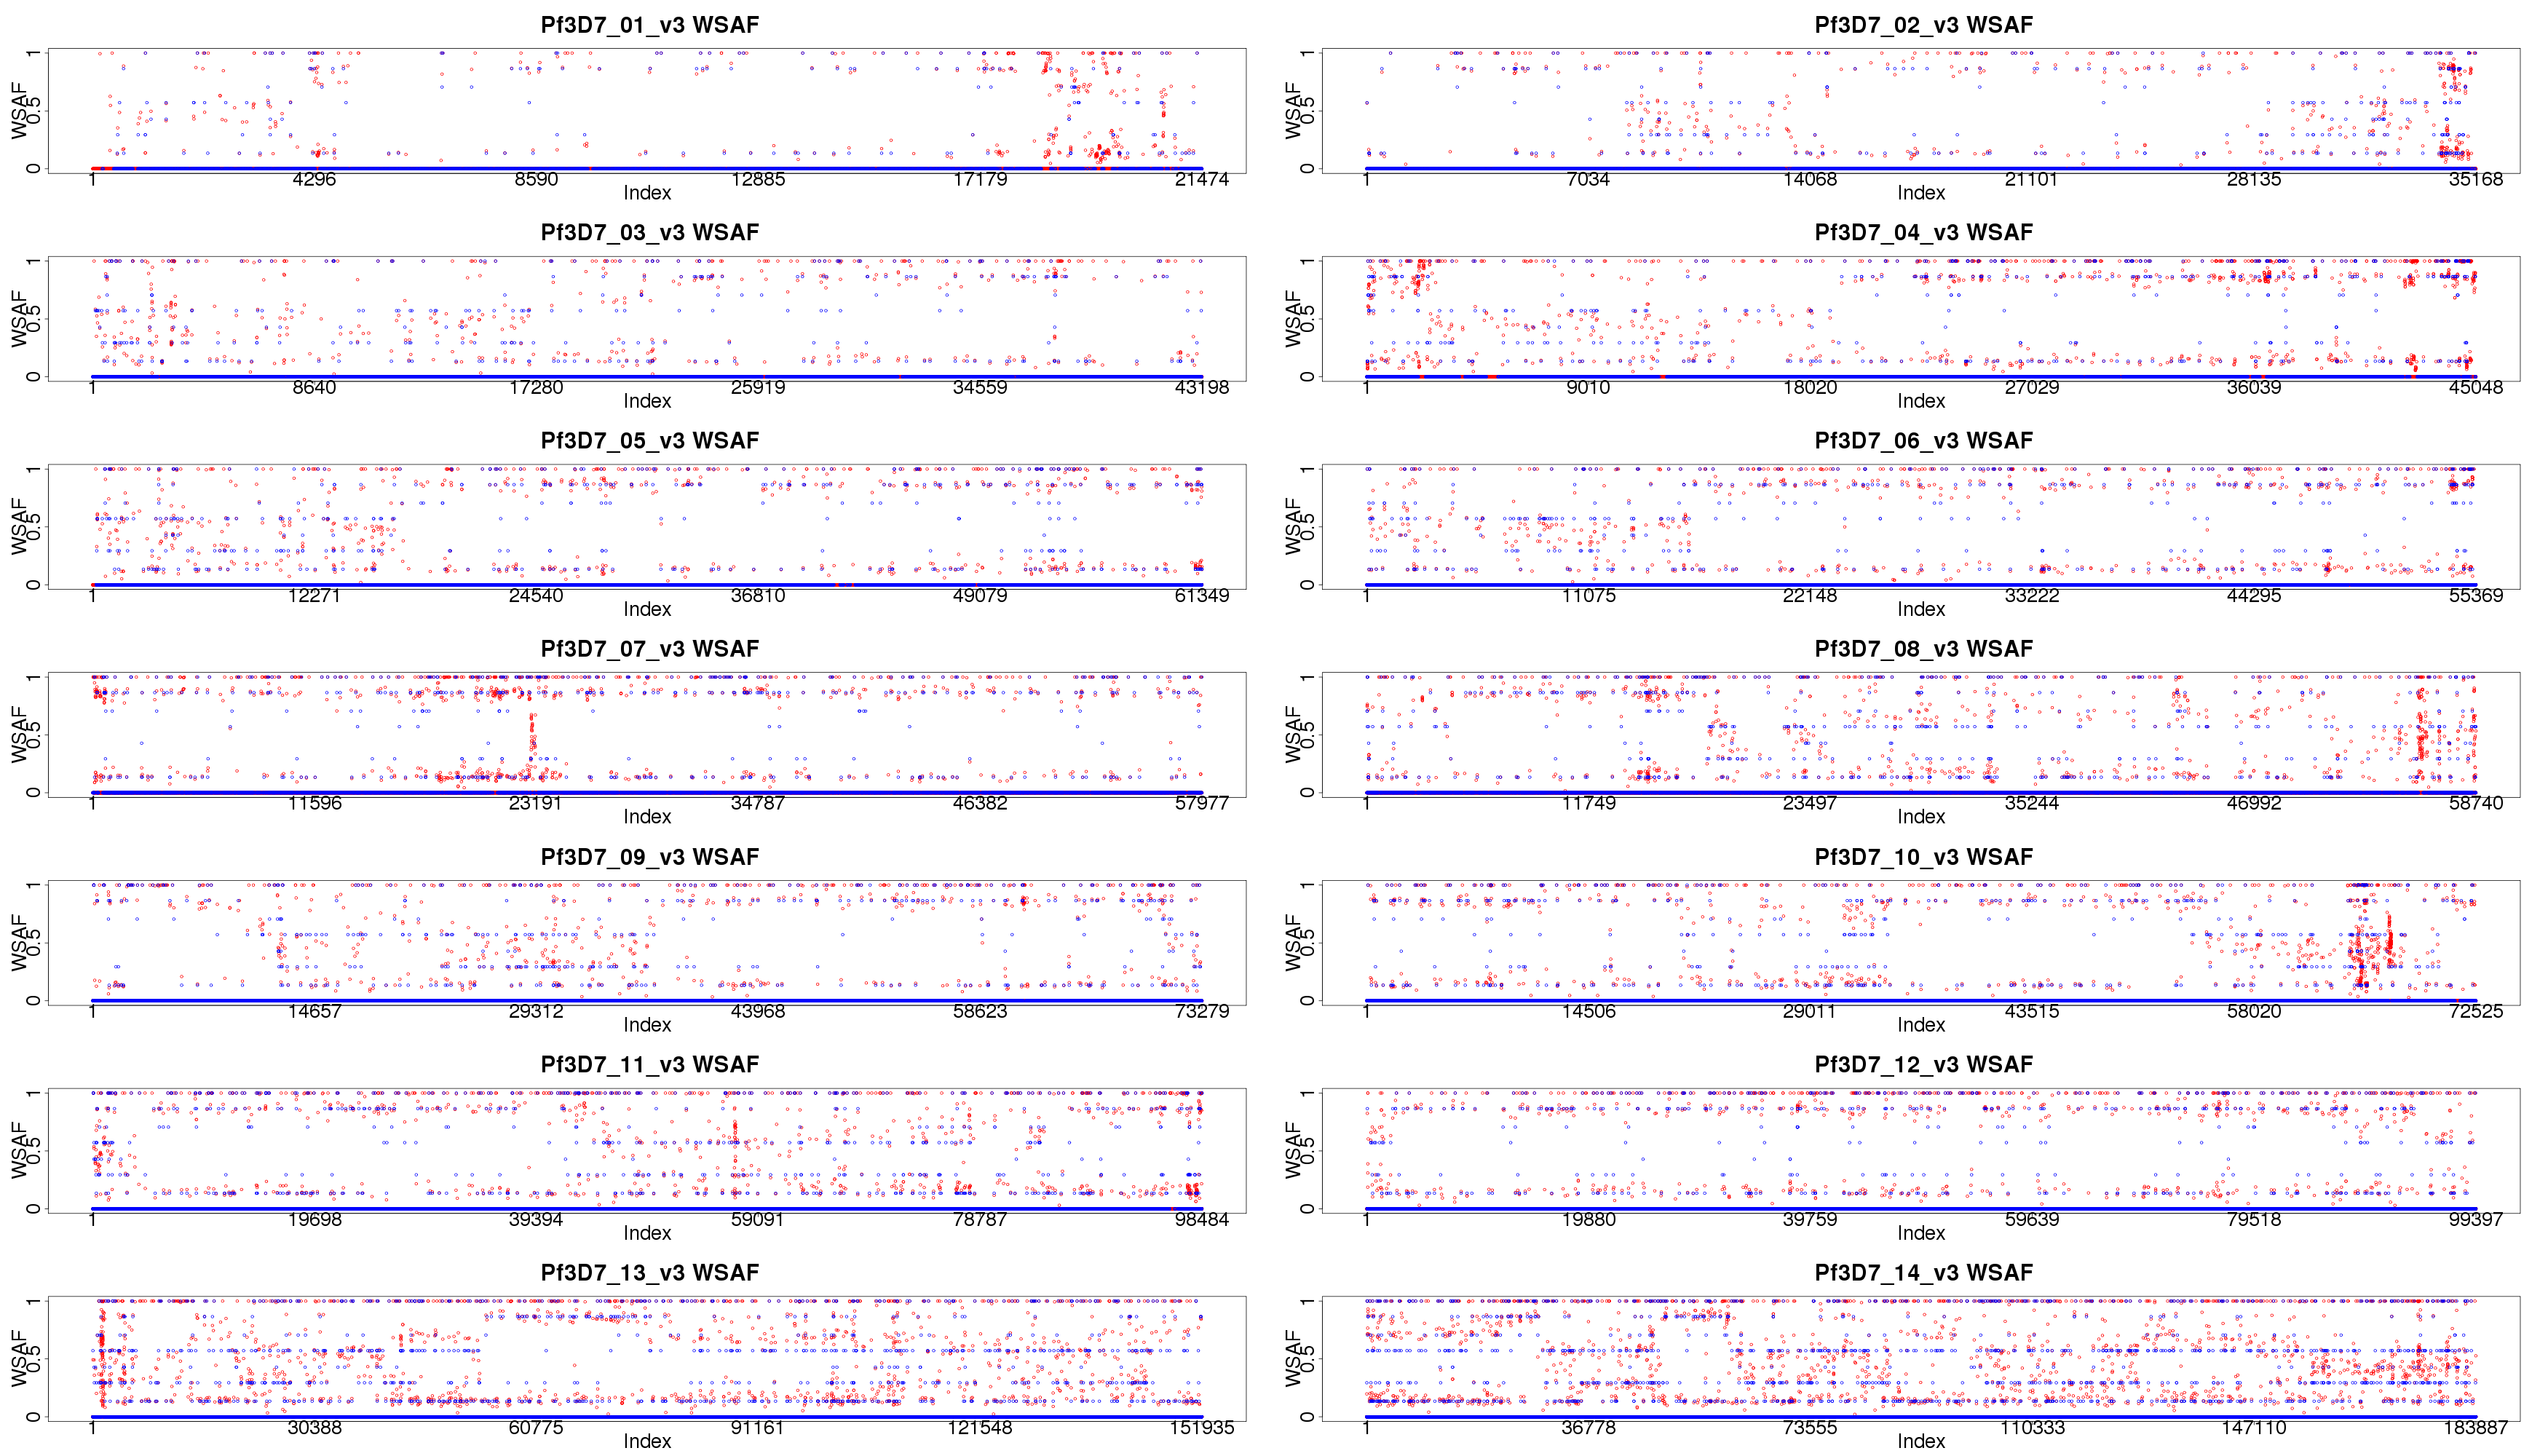 Pf3D7_01_v3 WSAF
WSAF
0 0.5 1
1 4296 8590 12885 17179 21474
Index
Pf3D7_02_v3 WSAF
WSAF
0 0.5 1
1 7034 14068 21101 28135 35168
Index
Pf3D7_03_v3 WSAF
WSAF
0 0.5 1
1 8640 17280 25919 34559 43198
Index
Pf3D7_04_v3 WSAF
WSAF
0 0.5 1
1 9010 18020 27029 36039 45048
Index
Pf3D7_05_v3 WSAF
WSAF
0 0.5 1
1 12271 24540 36810 49079 61349
Index
Pf3D7_06_v3 WSAF
WSAF
0 0.5 1
1 11075 22148 33222 44295 55369
Index
Pf3D7_07_v3 WSAF
WSAF
0 0.5 1
1 11596 23191 34787 46382 57977
Index
Pf3D7_08_v3 WSAF
WSAF
0 0.5 1
1 11749 23497 35244 46992 58740
Index
Pf3D7_09_v3 WSAF
WSAF
0 0.5 1
1 14657 29312 43968 58623 73279
Index
Pf3D7_10_v3 WSAF
WSAF
0 0.5 1
1 14506 29011 43515 58020 72525
Index
Pf3D7_11_v3 WSAF
WSAF
0 0.5 1
1 19698 39394 59091 78787 98484
Index
Pf3D7_12_v3 WSAF
WSAF
0 0.5 1
1 19880 39759 59639 79518 99397
Index
Pf3D7_13_v3 WSAF
WSAF
0 0.5 1
1 30388 60775 91161 121548 151935
Index
Pf3D7_14_v3 WSAF
WSAF
0 0.5 1
1 36778 73555 110333 147110 183887
Index